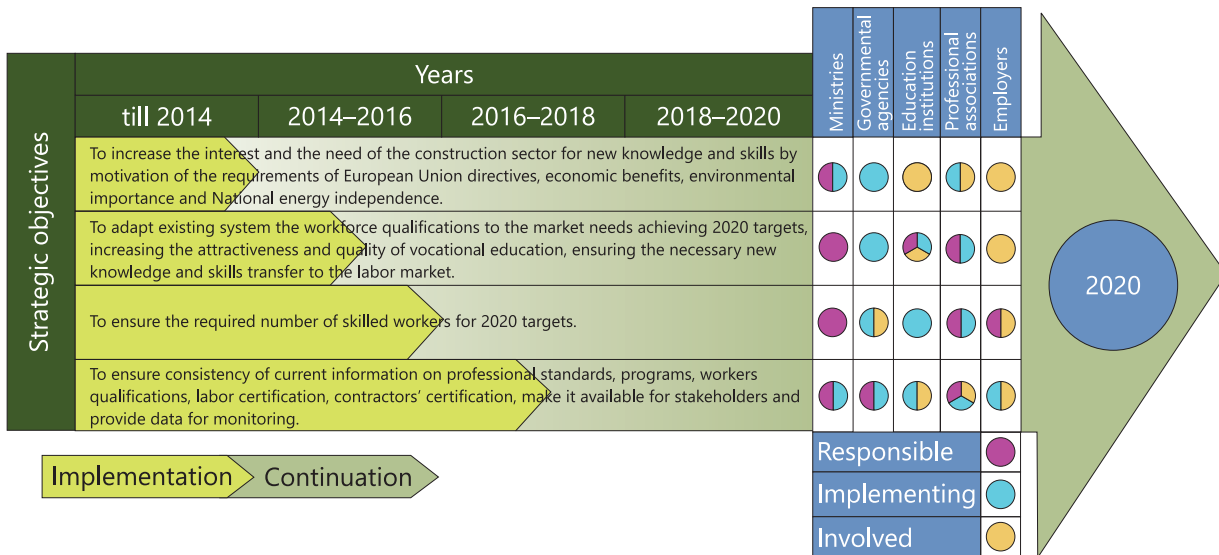 Strategic objectives
Years
till 2014
2014–2016
2016–2018
2018–2020
Ministries
Governmental
agencies
Education
institutions
Professional
associations
Employers
To increase the interest and the need of the construction sector for new knowledge and skills by
motivation of the requirements of European Union directives, economic benefits, environmental
importance and National energy independence.
To adapt existing system the workforce qualifications to the market needs achieving 2020 targets,
increasing the attractiveness and quality of vocational education, ensuring the necessary new
knowledge and skills transfer to the labor market.
To ensure the required number of skilled workers for 2020 targets.
To ensure consistency of current information on professional standards, programs, workers
qualifications, labor certification, contractors’ certification, make it available for stakeholders and
provide data for monitoring.
2020
Implementation
Continuation
Responsible
Implementing
Involved